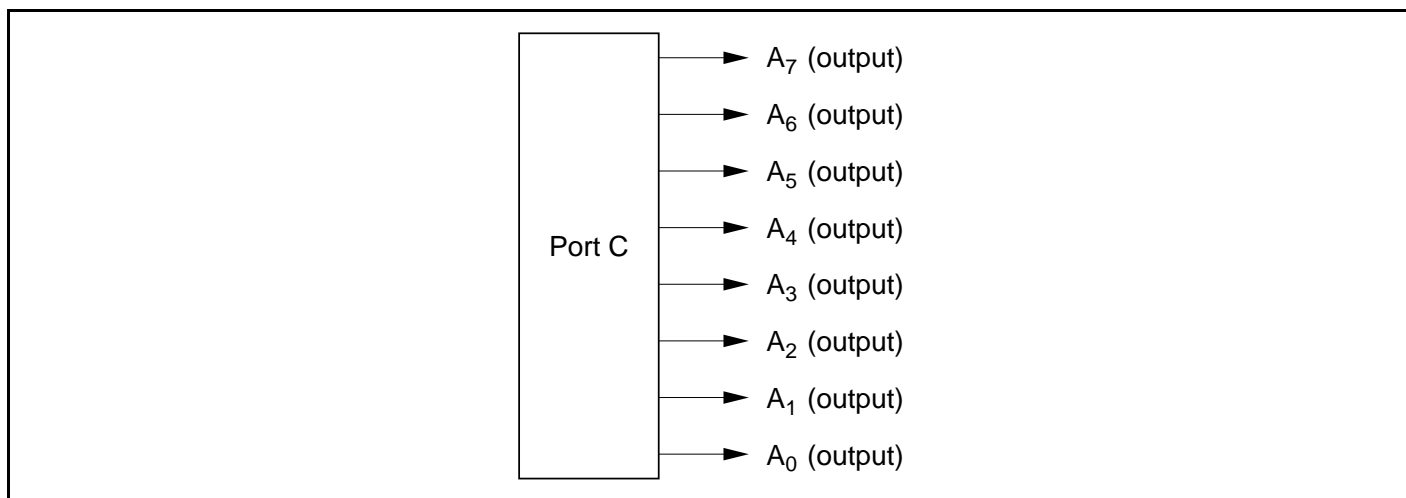 A₇ (output)
A₆ (output)
A₅ (output)
A₄ (output)
Port C
A₃ (output)
A₂ (output)
A₁ (output)
A₀ (output)